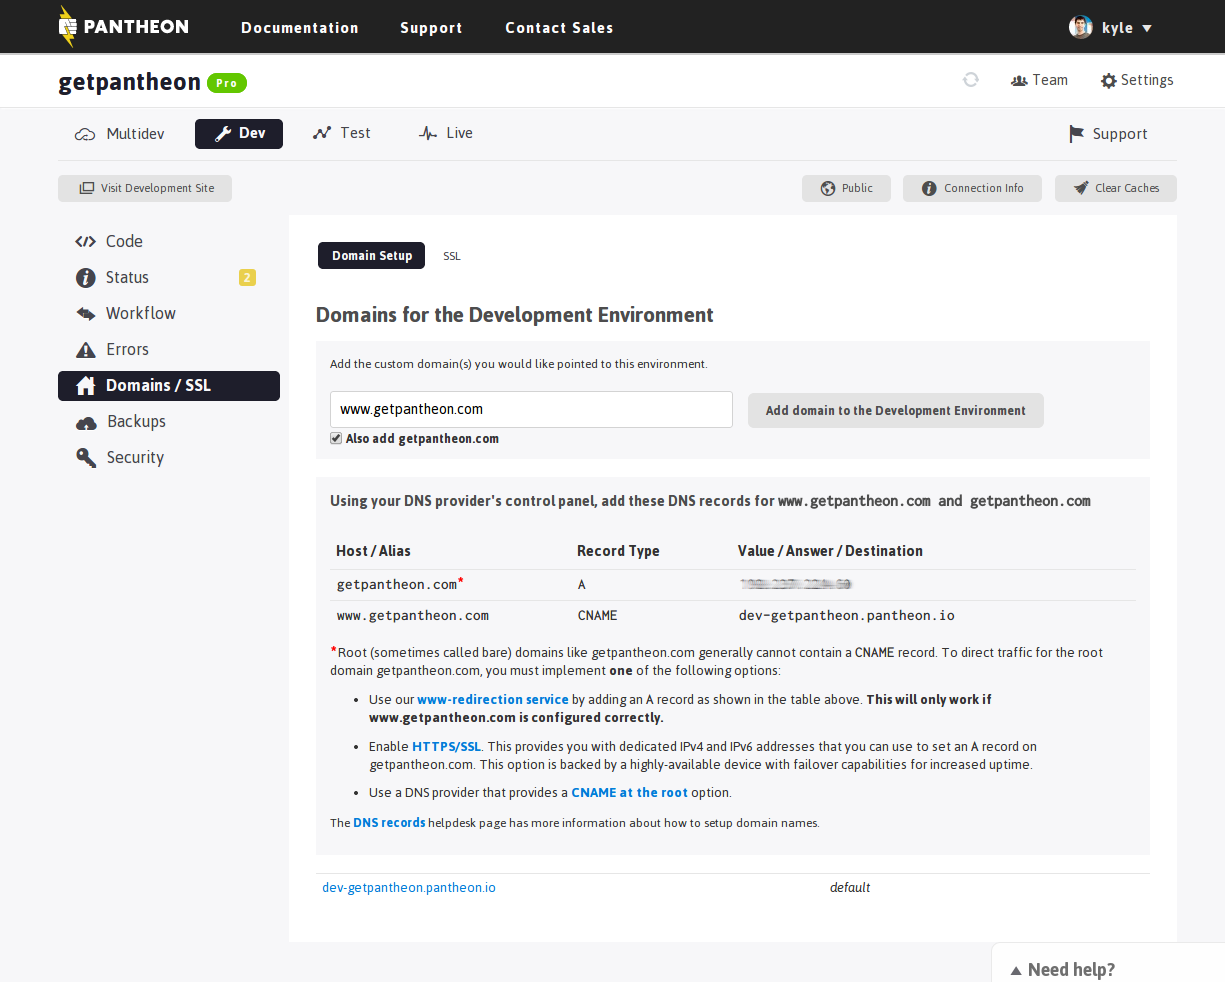 PANTHEON Documentation Support Contact Sales kyle
getpantheon Pro Team Settings
Multidev Dev Test Live Support
Visit Development Site Public Connection Info Clear Caches
Code
Status 2
Workflow
Errors
Domains / SSL
Backups
Security
Domain Setup SSL
Domains for the Development Environment
Add the custom domain(s) you would like pointed to this environment.
www.getpantheon.com Add domain to the Development Environment
Also add getpantheon.com
Using your DNS provider's control panel, add these DNS records for www.getpantheon.com and getpantheon.com
Host / Alias Record Type Value / Answer / Destination
getpantheon.com* A
www.getpantheon.com CNAME dev-getpantheon.pantheon.io
*Root (sometimes called bare) domains like getpantheon.com generally cannot contain a CNAME record. To direct traffic for the root
domain getpantheon.com, you must implement one of the following options:
• Use our www-redirection service by adding an A record as shown in the table above. This will only work if
www.getpantheon.com is configured correctly.
• Enable HTTPS/SSL. This provides you with dedicated IPv4 and IPv6 addresses that you can use to set an A record on
getpantheon.com. This option is backed by a highly-available device with failover capabilities for increased uptime.
• Use a DNS provider that provides a CNAME at the root option.
The DNS records helpdesk page has more information about how to setup domain names.
dev-getpantheon.pantheon.io default
Need help?